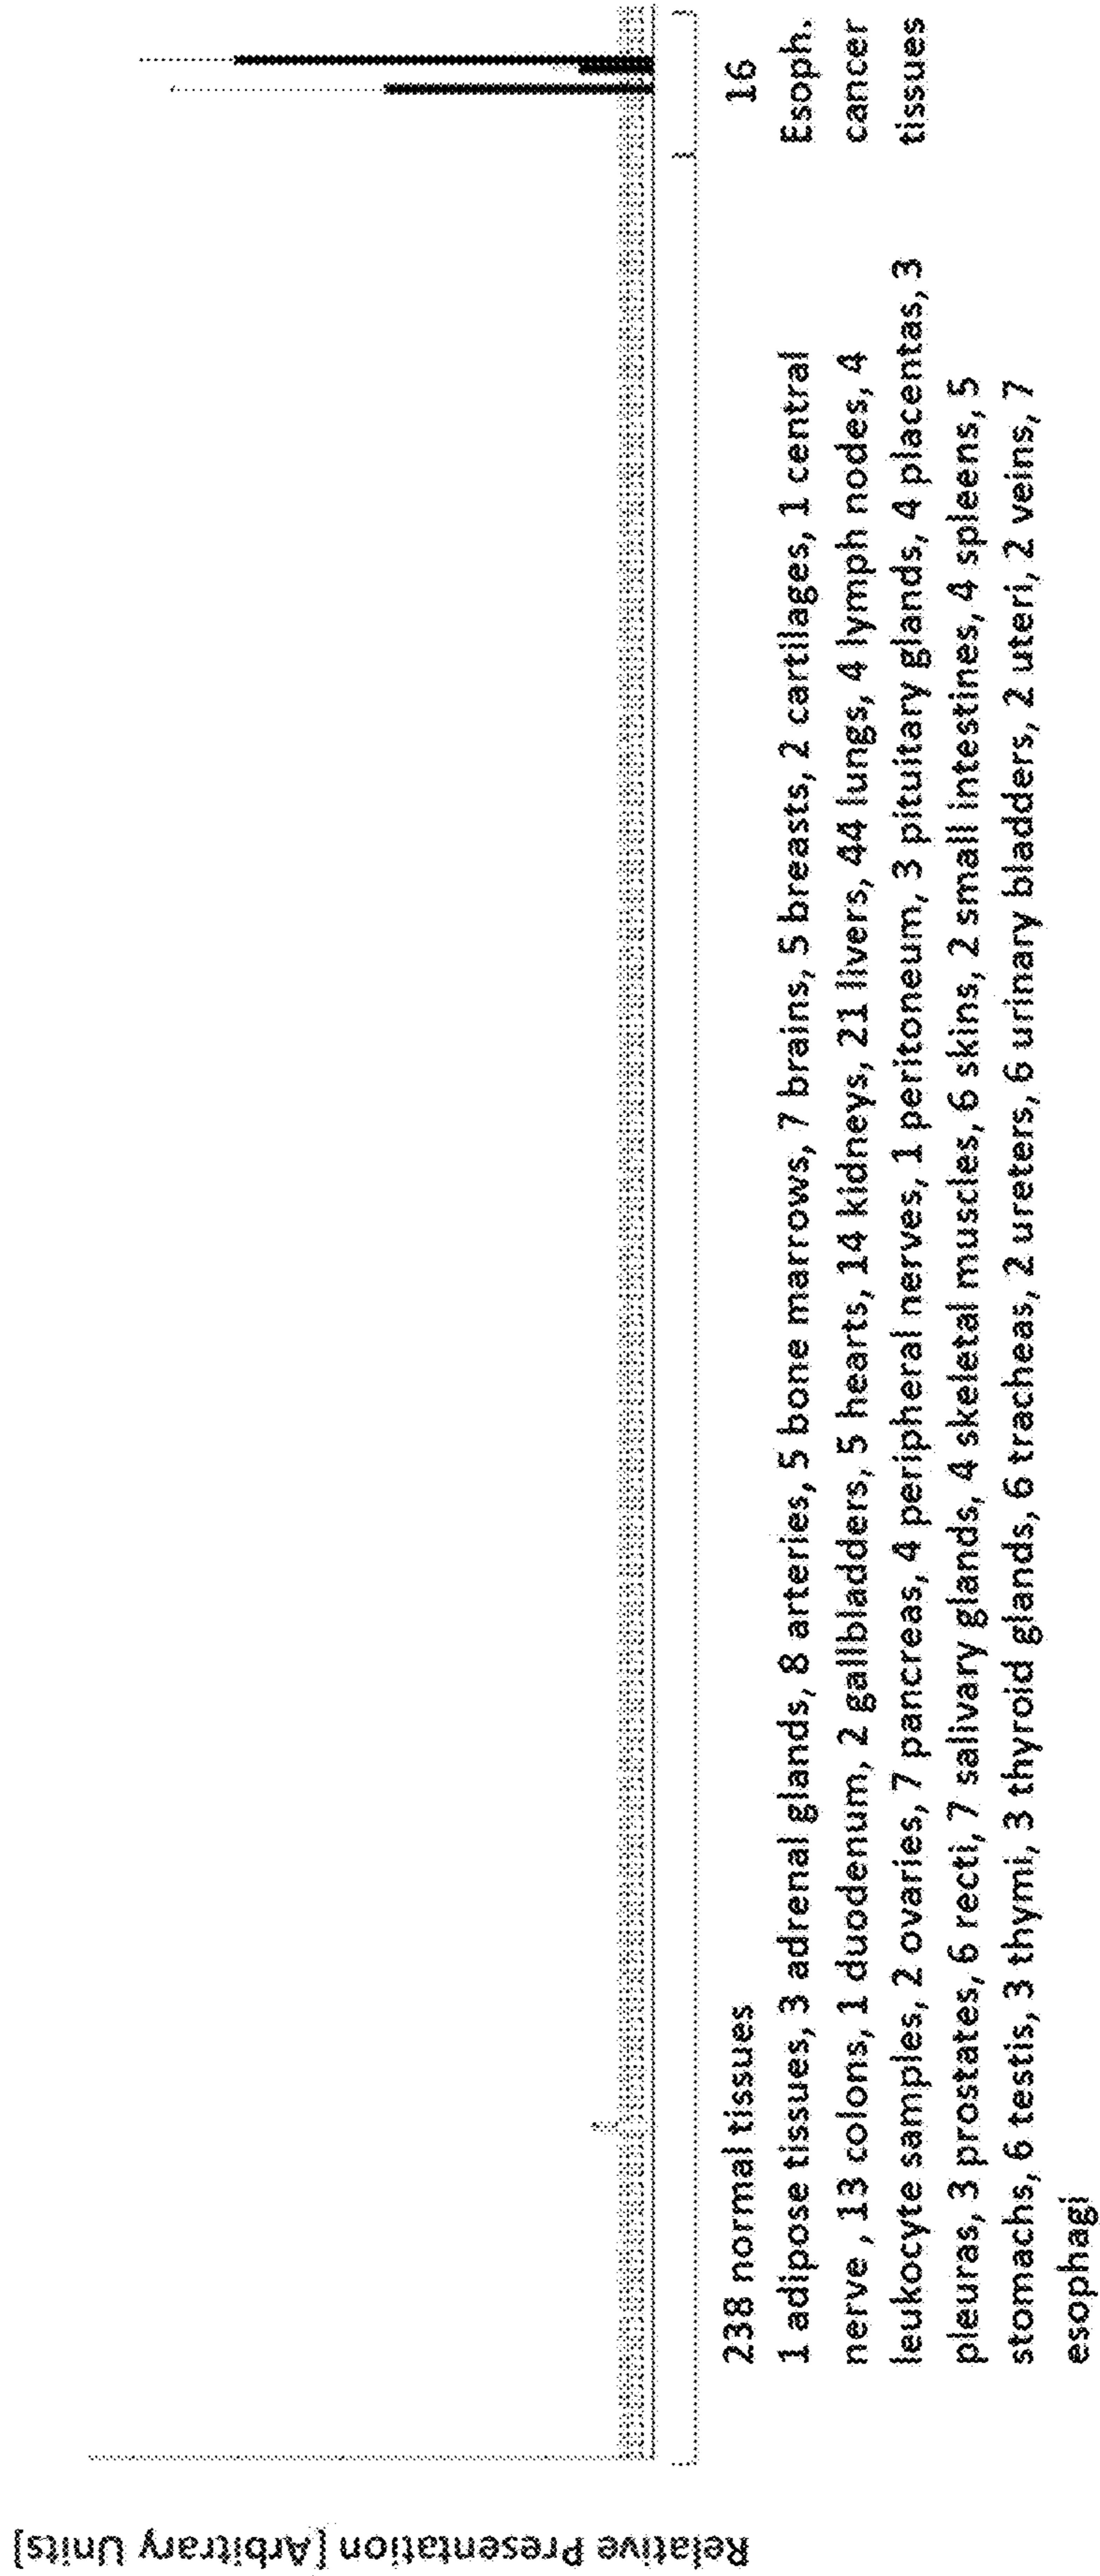 Relative Presentation [Arbitrary Units]
238 normal tissues
1 adipose tissues, 3 adrenal glands, 8 arteries, 5 bone marrows, 7 brains, 5 breasts, 2 cartilages, 1 central
nerve , 13 colons, 1 duodenum, 2 gallbladders, 5 hearts, 14 kidneys, 21 livers, 44 lungs, 4 lymph nodes, 4
leukocyte samples, 2 ovaries, 7 pancreas, 4 peripheral nerves, 1 peritoneum, 3 pituitary glands, 4 placentas, 3
pleuras, 3 prostates, 6 recti, 7 salivary glands, 4 skeletal muscles, 6 skins, 2 small intestines, 4 spleens, 5
stomachs, 6 testis, 3 thymi, 3 thyroid glands, 6 tracheas, 2 ureters, 6 urinary bladders, 2 uteri, 2 veins, 7
esophagi
16
Esoph.
cancer
tissues